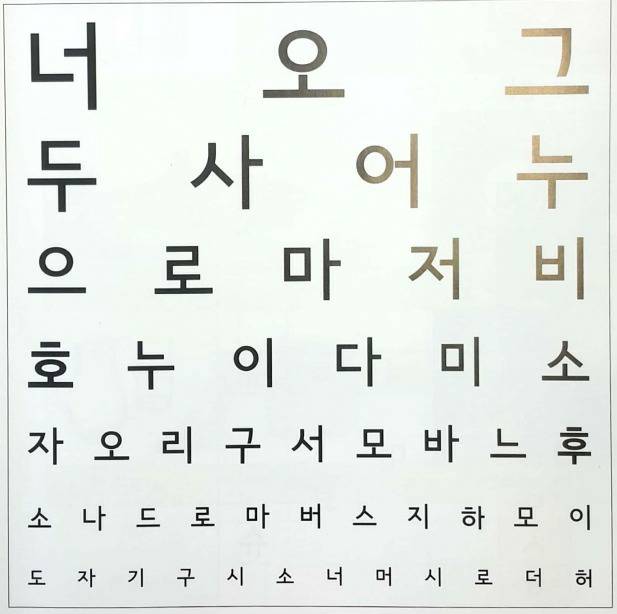 너 오 그
두 사 어 누
으 로 마 저 비
호 누 이 다 미 소
자 오 리 구 서 모 바 느 후
소 나 드 로 마 버 스 지 하 모 이
도 자 기 구 시 소 너 머 시 로 더 허